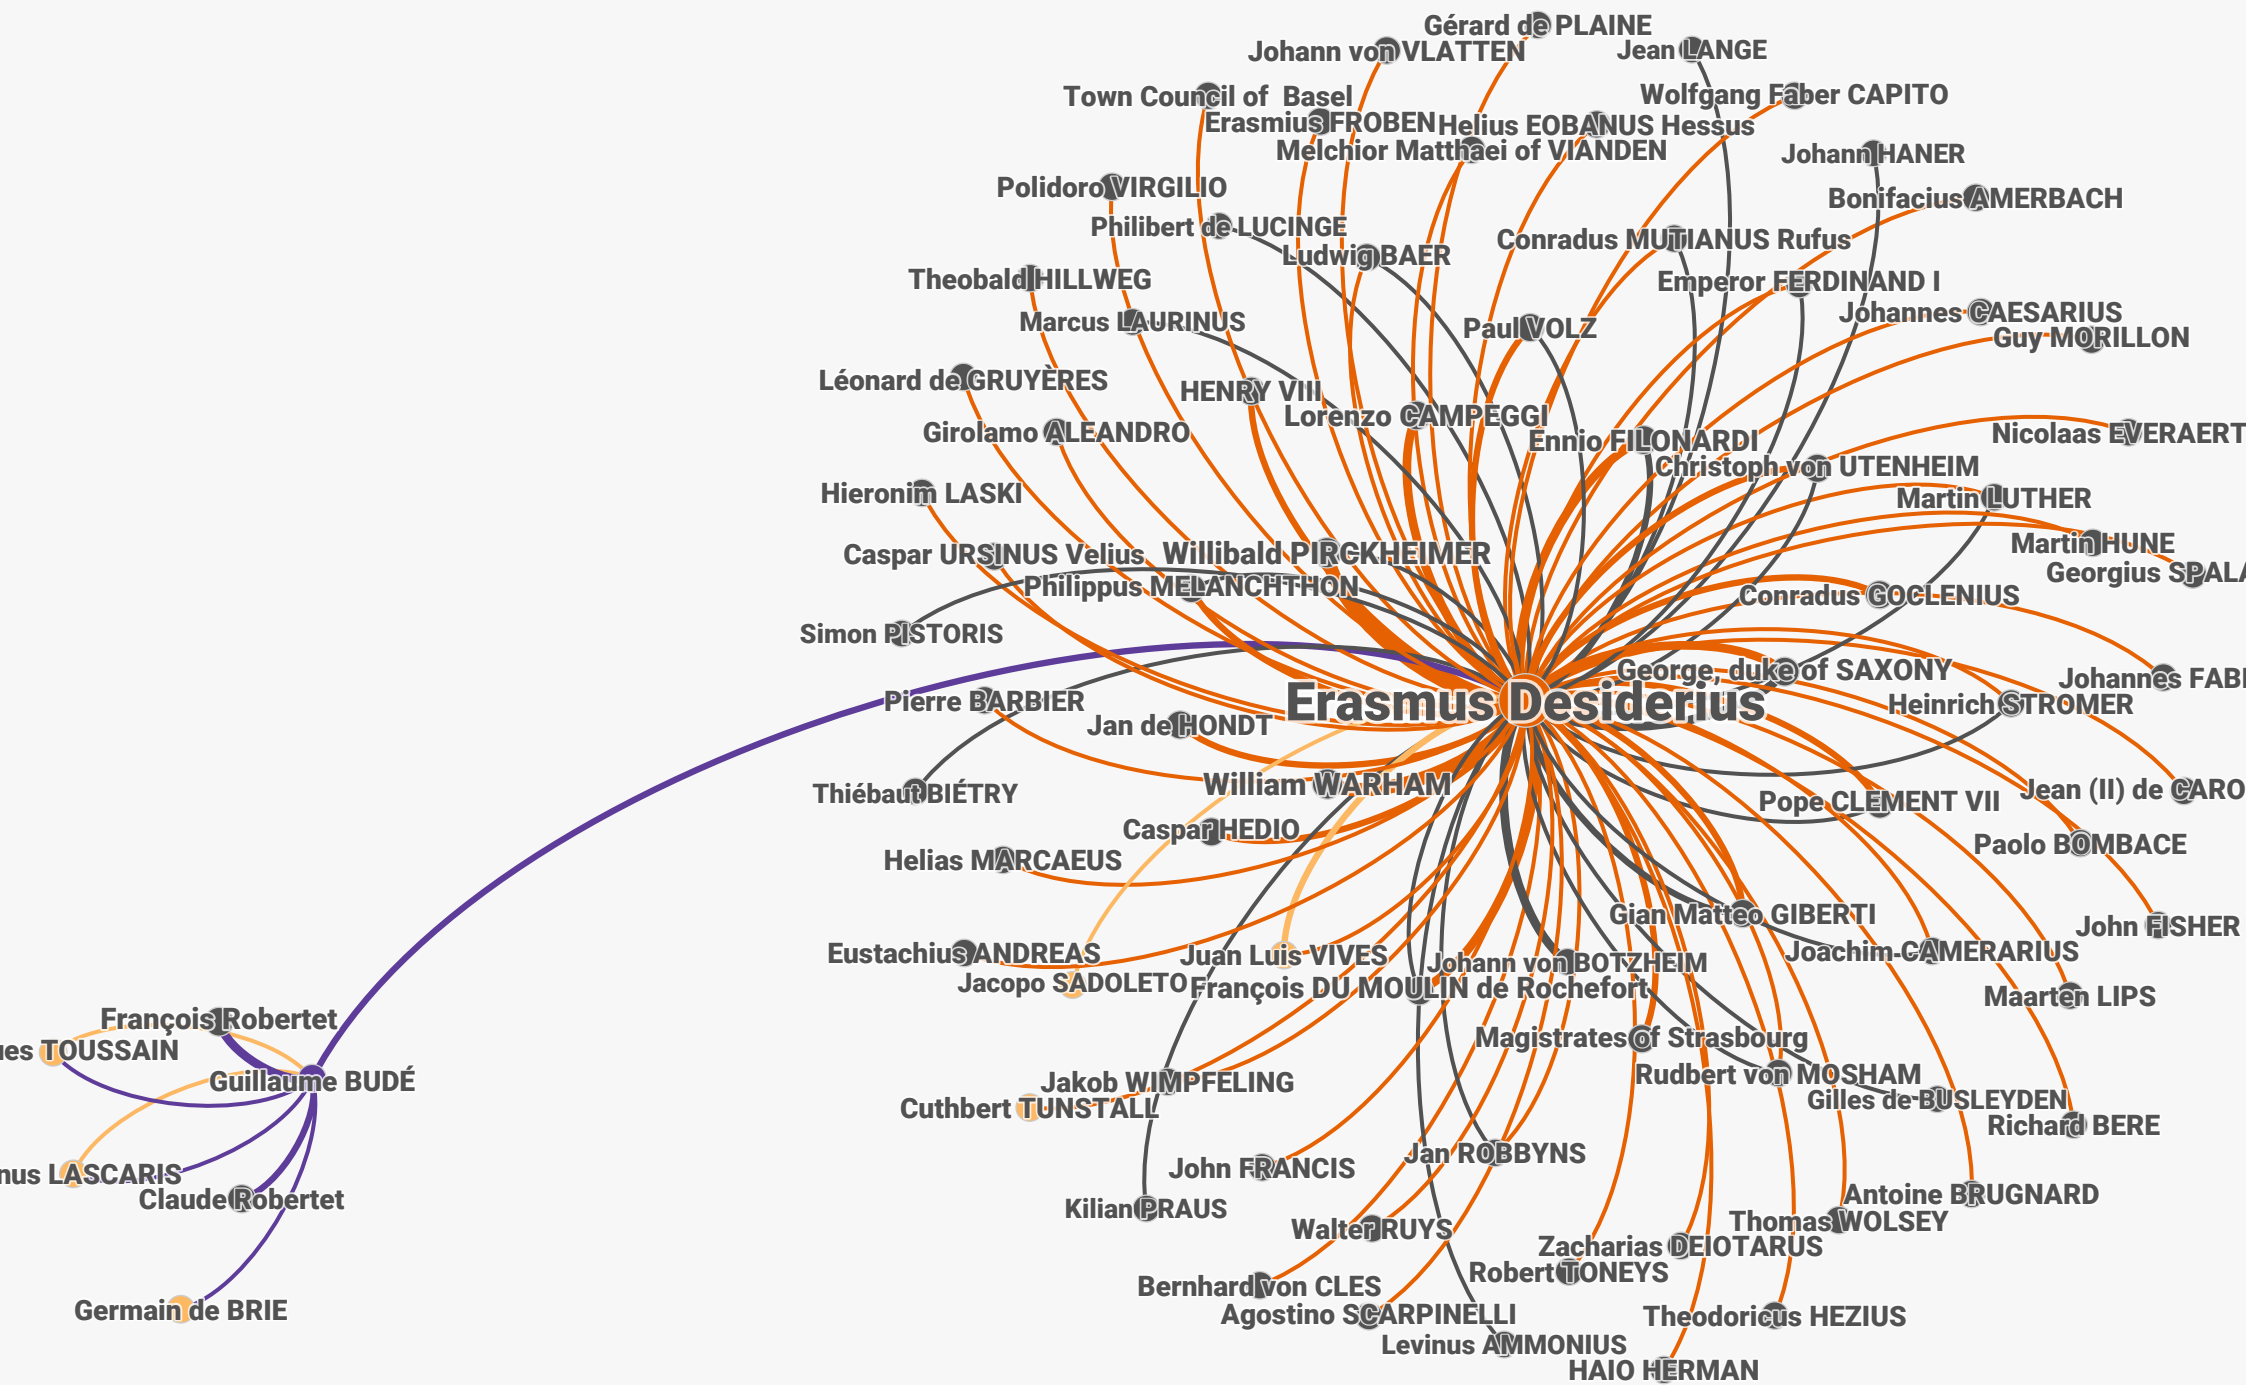 Gérard de PLAINE
Johann von VLATTEN
Jean LANGE
Town Council of Basel
Wolfgang Faber CAPITO
Erasmius FROBEN
Helius EOBANUS Hessus
Melchior Matthaei of VIANDEN
Johann HANER
Polidoro VIRGILIO
Bonifacius AMERBACH
Philibert de LUCINGE
Conradus MUTIANUS Rufus
Ludwig BAER
Theobald HILLWEG
Emperor FERDINAND I
Johannes CAESARIUS
Marcus LAURINUS
Paul VOLZ
Guy MORILLON
Léonard de GRUYÈRES
HENRY VIII
Lorenzo CAMPEGGI
Girolamo ALEANDRO
Ennio FILONARDI
Nicolaas EVERAERT
Christoph von UTENHEIM
Hieronim LASKI
Martin LUTHER
Caspar URSINUS Velius
Willibald PIRCKHEIMER
Martin HUNE
Georgius SPALA
Philippus MELANCHTHON
Conradus GOCLENIUS
Simon PISTORIS
George, duke of SAXONY
Johannes FAB
Pierre BARBIER
Erasmus Desiderius
Heinrich STROMER
Jan de HONDT
William WARHAM
Thiébaut BIÉTRY
Jean (II) de CARO
Pope CLEMENT VII
Caspar HEDIO
Paolo BOMBACE
Helias MARCAEUS
Gian Matteo GIBERTI
John FISHER
Eustachius ANDREAS
Juan Luis VIVES
Johann von BOTZHEIM
Joachim CAMERARIUS
Jacopo SADOLETO
François DU MOULIN de Rochefort
Maarten LIPS
François Robertet
Magistrates of Strasbourg
ues TOUSSAIN
Guillaume BUDÉ
Jakob WIMPFELING
Rudbert von MOSHAM
Cuthbert TUNSTALL
Gilles de BUSLEYDEN
Richard BERE
Jan ROBBYNS
John FRANCIS
nus LASCARIS
Claude Robertet
Antoine BRUGNARD
Kilian PRAUS
Thomas WOLSEY
Walter RUYS
Zacharias DEIOTARUS
Robert TONEYS
Bernhard von CLES
Germain de BRIE
Agostino SCARPINELLI
Theodoricus HEZIUS
Levinus AMMONIUS
HAIO HERMAN